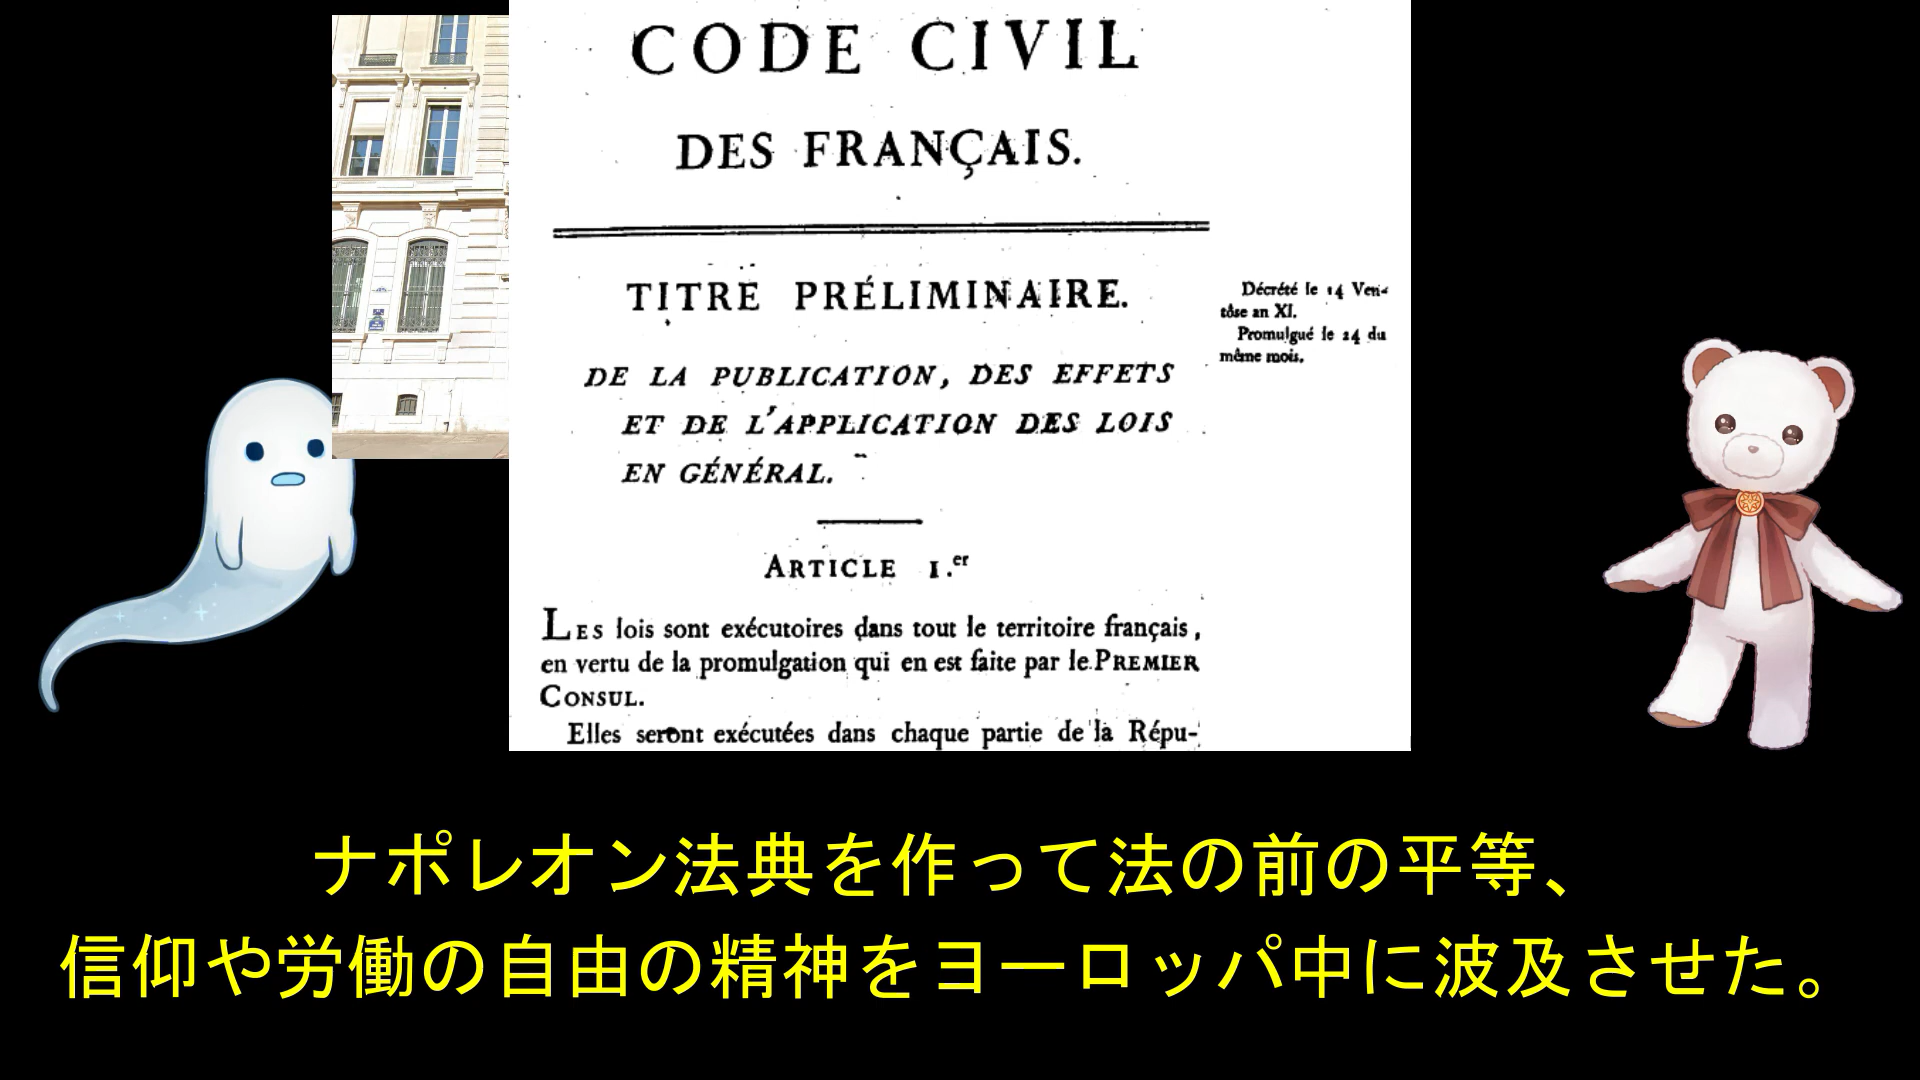 CODE CIVIL
DES FRANÇAIS.
TITRE PRÉLIMINAIRE.
Décrété le 14 Ven-
tôse an XI.
Promulgué le 24 du
même mois.
DE LA PUBLICATION, DES EFFETS
ET DE L'APPLICATION DES LOIS
EN GÉNÉRAL.
ARTICLE 1.er
LES lois sont exécutoires dans tout le territoire français,
en vertu de la promulgation qui en est faite par le PREMIER
CONSUL.
Elles seront exécutées dans chaque partie de la Répu-
ナポレオン法典を作って法の前の平等、
信仰や労働の自由の精神をヨーロッパ中に波及させた。